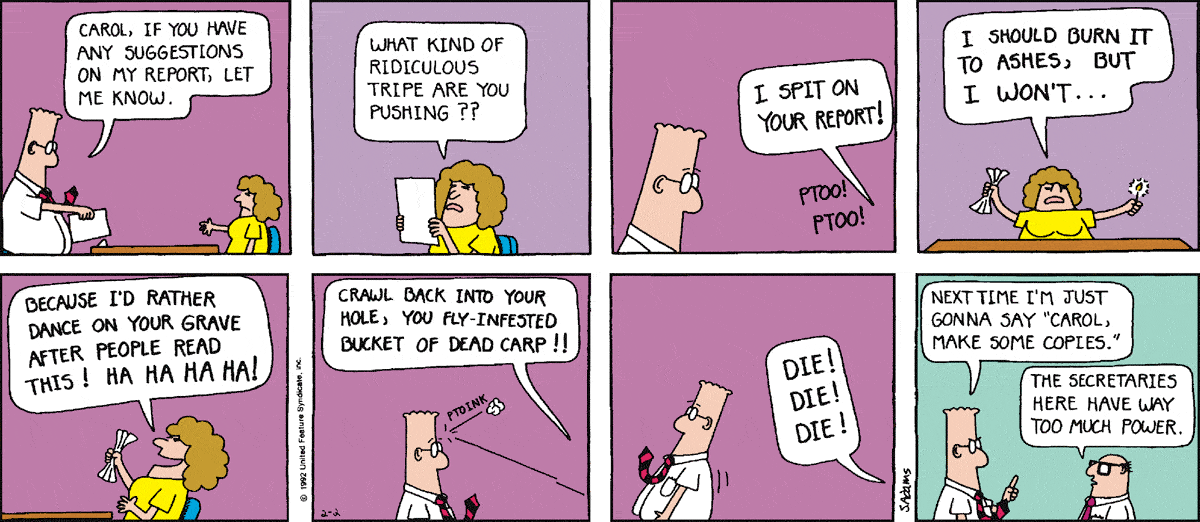 CAROL, IF YOU HAVE
ANY SUGGESTIONS
ON MY REPORT, LET
ME KNOW.
WHAT KIND OF
RIDICULOUS
TRIPE ARE YOU
PUSHING ??
I SPIT ON
YOUR REPORT!
PTOO!
PTOO!
I SHOULD BURN IT
TO ASHES, BUT
I WON'T...
BECAUSE I'D RATHER
DANCE ON YOUR GRAVE
AFTER PEOPLE READ
THIS! HA HA HA HA!
© 1992 United Feature Syndicate, Inc.
CRAWL BACK INTO YOUR
HOLE, YOU FLY-INFESTED
BUCKET OF DEAD CARP!!
PTOINK
2-2
DIE!
DIE!
DIE!
S.Adams
NEXT TIME I'M JUST
GONNA SAY "CAROL,
MAKE SOME COPIES."
THE SECRETARIES
HERE HAVE WAY
TOO MUCH POWER.